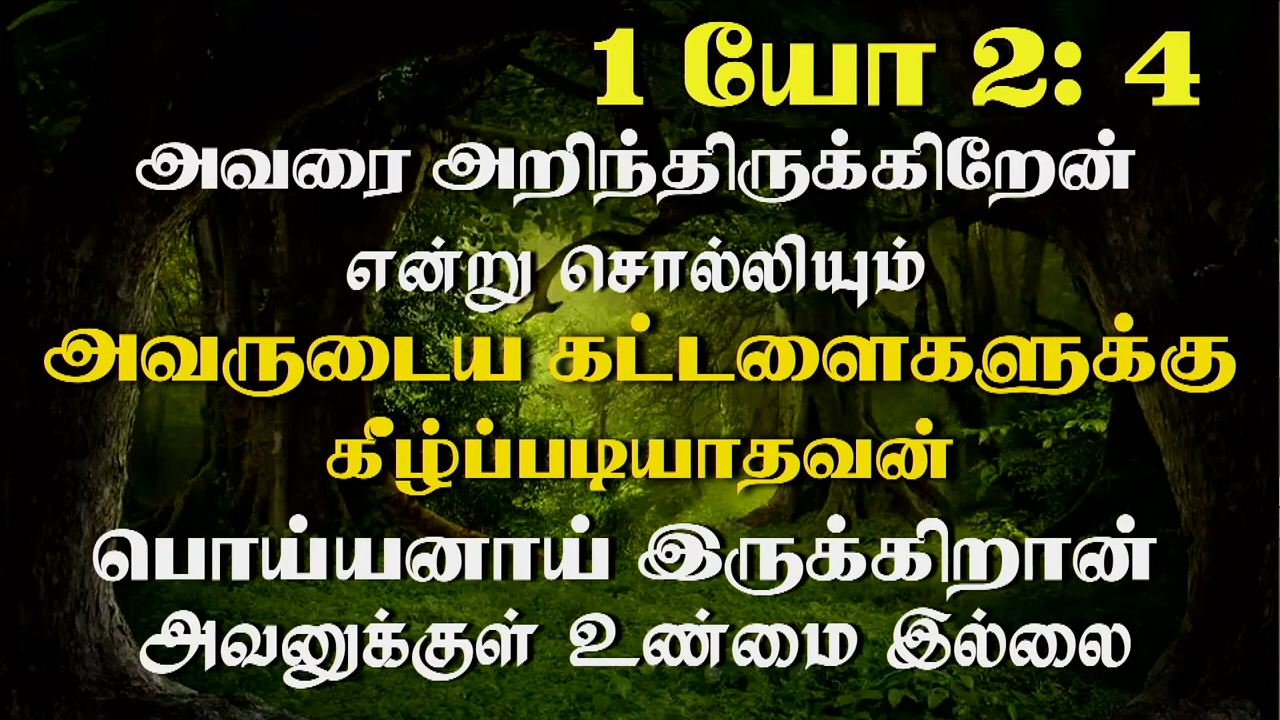 1 யோ 2: 4
அவரை அறிந்திருக்கிறேன்
என்று சொல்லியும்
அவருடைய கட்டளைகளுக்கு
கீழ்ப்படியாதவன்
பொய்யனாய் இருக்கிறான்
அவனுக்குள் உண்மை இல்லை